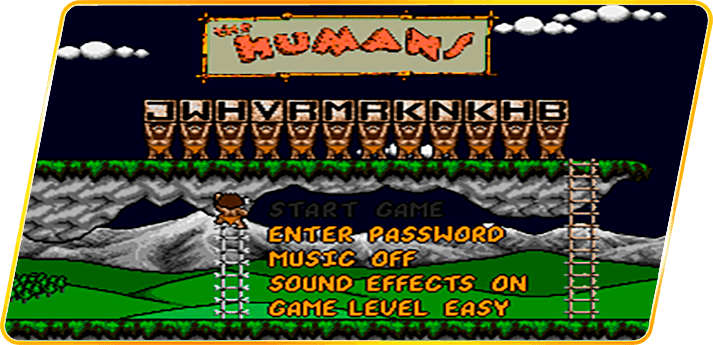 the HUMANS
JWHVRMRKNKHB
START GAME
ENTER PASSWORD
MUSIC OFF
SOUND EFFECTS ON
GAME LEVEL EASY